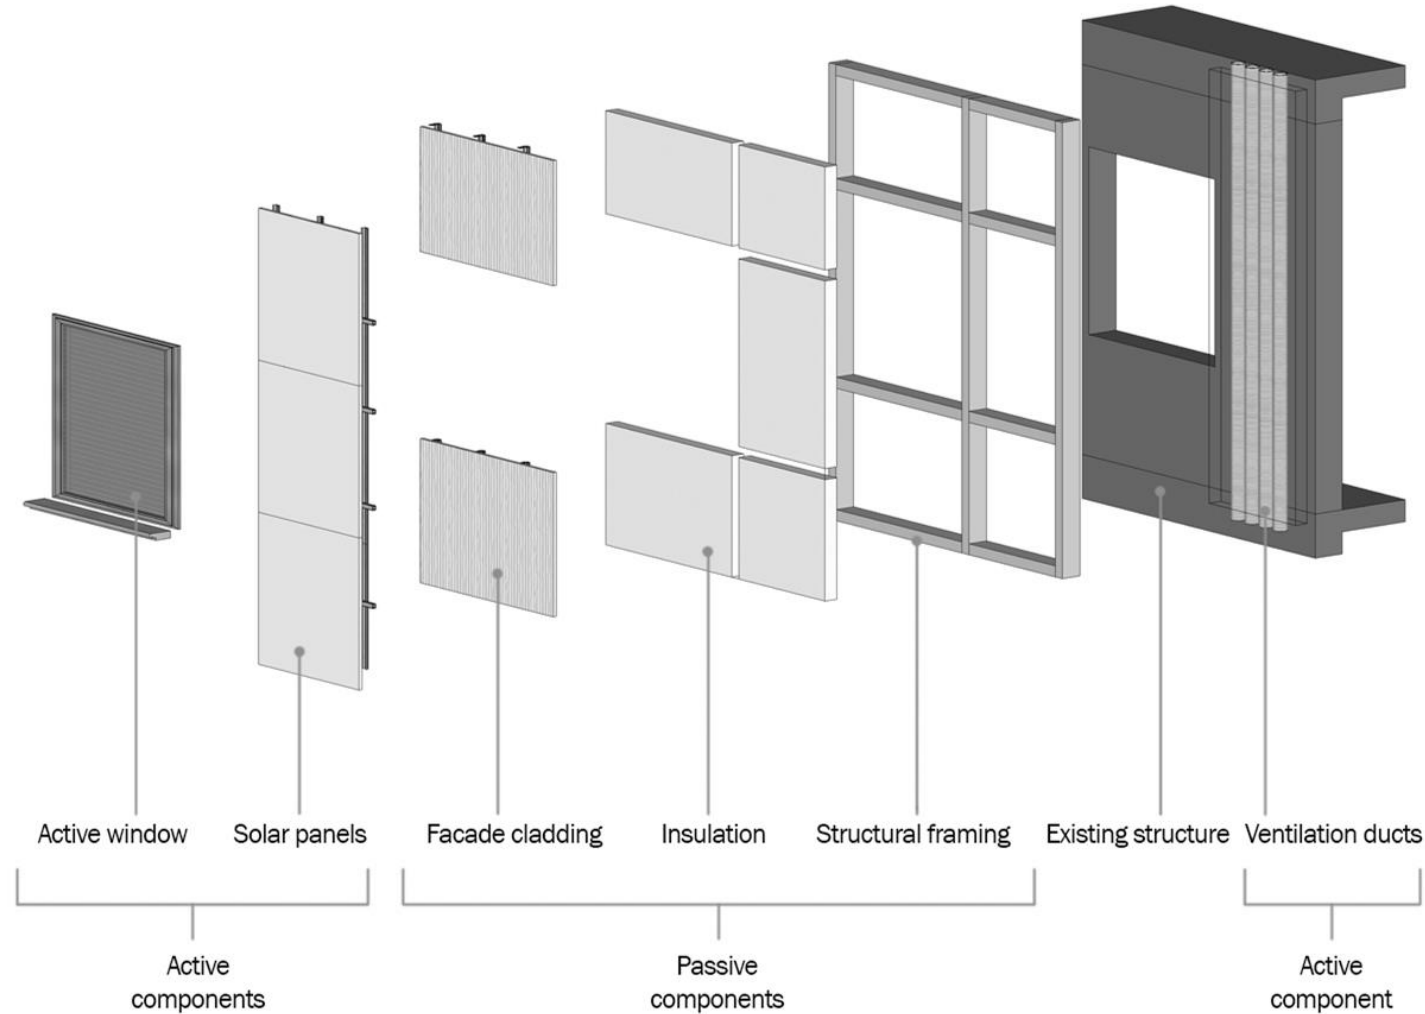 Active window
Solar panels
Facade cladding
Insulation
Structural framing
Existing structure
Ventilation ducts
Active
components
Passive
components
Active
component